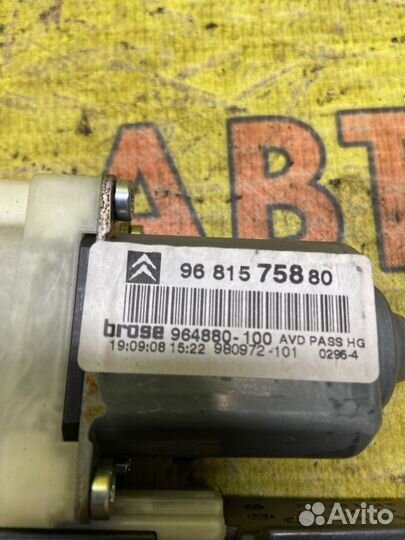 АВТ
96 815 758 80
brose 964880-100 AVD PASS HG
19:09:08 15:22 980972-101 0295-4
Avito